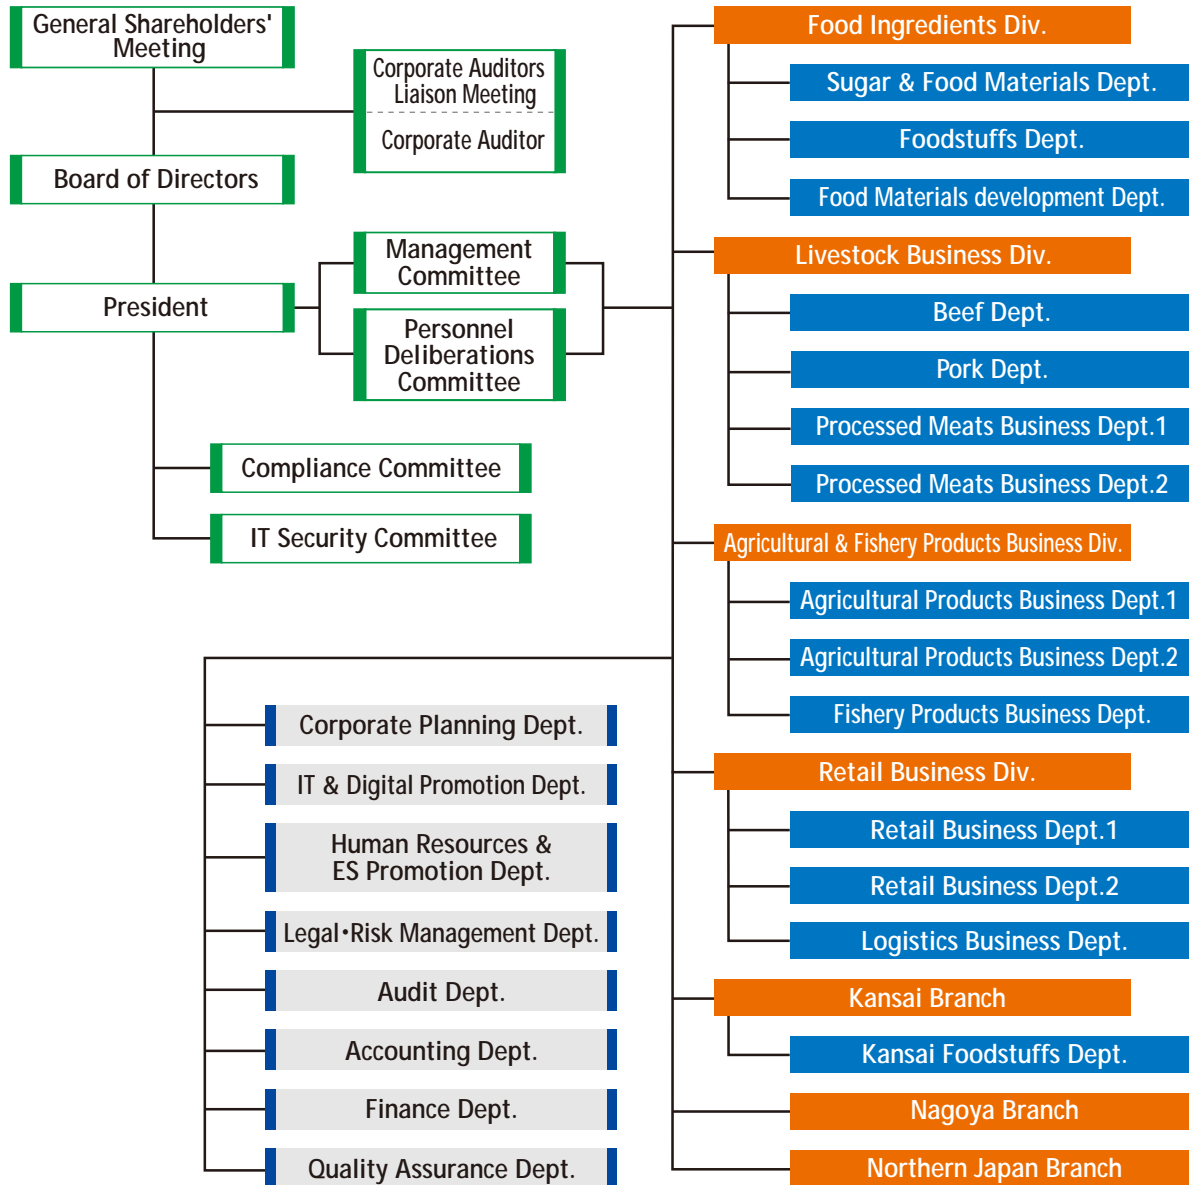 General Shareholders'
Meeting
Corporate Auditors
Liaison Meeting
Corporate Auditor
Board of Directors
President
Management
Committee
Personnel
Deliberations
Committee
Compliance Committee
IT Security Committee
Corporate Planning Dept.
IT & Digital Promotion Dept.
Human Resources &
ES Promotion Dept.
Legal・Risk Management Dept.
Audit Dept.
Accounting Dept.
Finance Dept.
Quality Assurance Dept.
Food Ingredients Div.
Sugar & Food Materials Dept.
Foodstuffs Dept.
Food Materials development Dept.
Livestock Business Div.
Beef Dept.
Pork Dept.
Processed Meats Business Dept.1
Processed Meats Business Dept.2
Agricultural & Fishery Products Business Div.
Agricultural Products Business Dept.1
Agricultural Products Business Dept.2
Fishery Products Business Dept.
Retail Business Div.
Retail Business Dept.1
Retail Business Dept.2
Logistics Business Dept.
Kansai Branch
Kansai Foodstuffs Dept.
Nagoya Branch
Northern Japan Branch